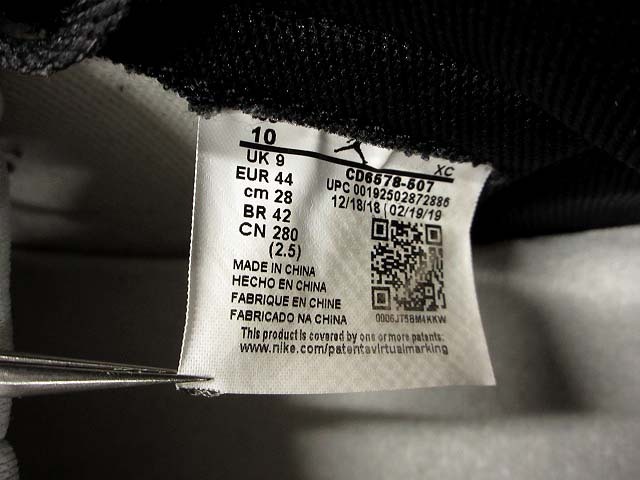 10
XC
UK 9
EUR 44
cm 28
BR 42
CN 280
(2.5)
CD6578-507
UPC 00192502872886
12/18/18 | 02/19/19
MADE IN CHINA
HECHO EN CHINA
FABRIQUE EN CHINE
FABRICADO NA CHINA
0006J75BM4KKW
This product is covered by one or more patents:
www.nike.com/patentsvirtualmarking